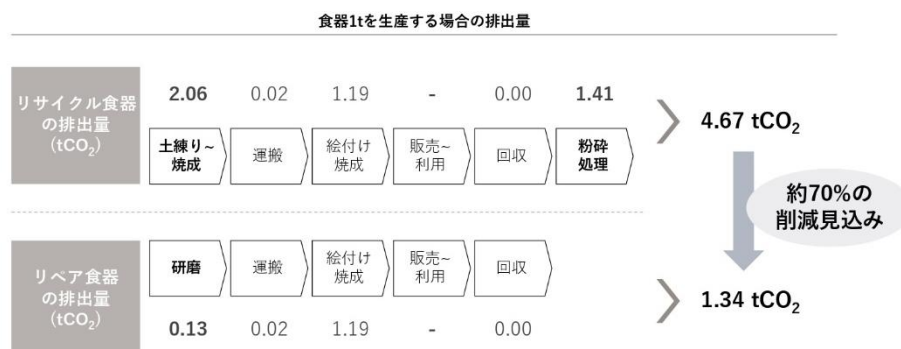 食器1tを生産する場合の排出量
リサイクル食器
の排出量
(tCO₂)
2.06 0.02 1.19 - 0.00 1.41
土練り~
焼成
運搬
絵付け
焼成
販売~
利用
回収
粉砕
処理
4.67 tCO₂
約70%の
削減見込み
リペア食器
の排出量
(tCO₂)
研磨
運搬
絵付け
焼成
販売~
利用
回収
0.13 0.02 1.19 - 0.00
1.34 tCO₂